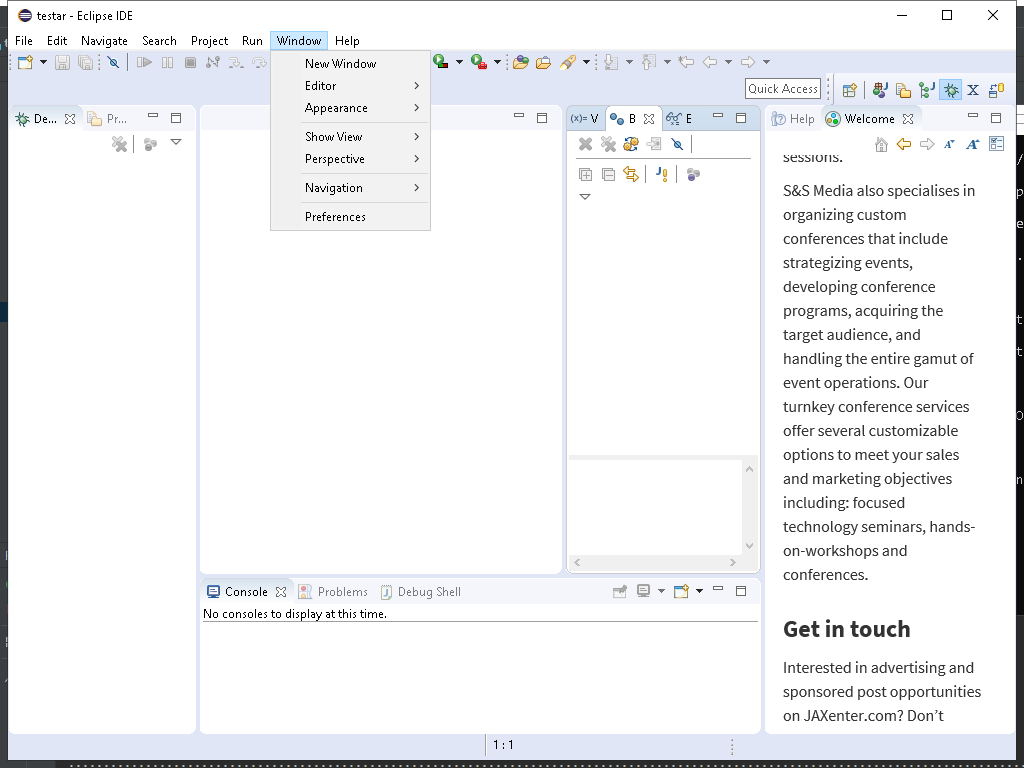 testar - Eclipse IDE
File Edit Navigate Search Project Run Window Help
New Window
Editor
Appearance
Show View
Perspective
Navigation
Preferences
Quick Access
De...
Pr...
(x)= V
B
E
Help
Welcome
sessions.
S&S Media also specialises in
organizing custom
conferences that include
strategizing events,
developing conference
programs, acquiring the
target audience, and
handling the entire gamut of
event operations. Our
turnkey conference services
offer several customizable
options to meet your sales
and marketing objectives
including: focused
technology seminars, hands-
on-workshops and
conferences.
Get in touch
Interested in advertising and
sponsored post opportunities
on JAXenter.com? Don't
Console
Problems
Debug Shell
No consoles to display at this time.
1 : 1